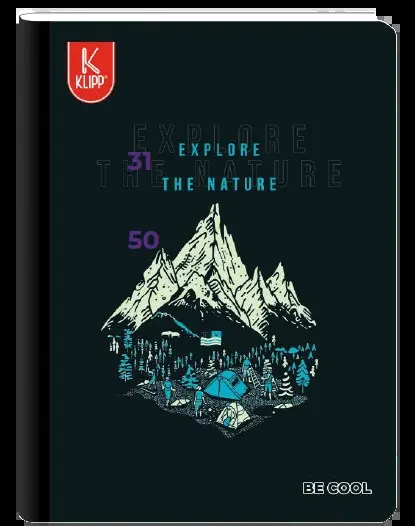 KLIPP®
EXPLORE
THE NATURE
31
EXPLORE
THE NATURE
50
BE COOL